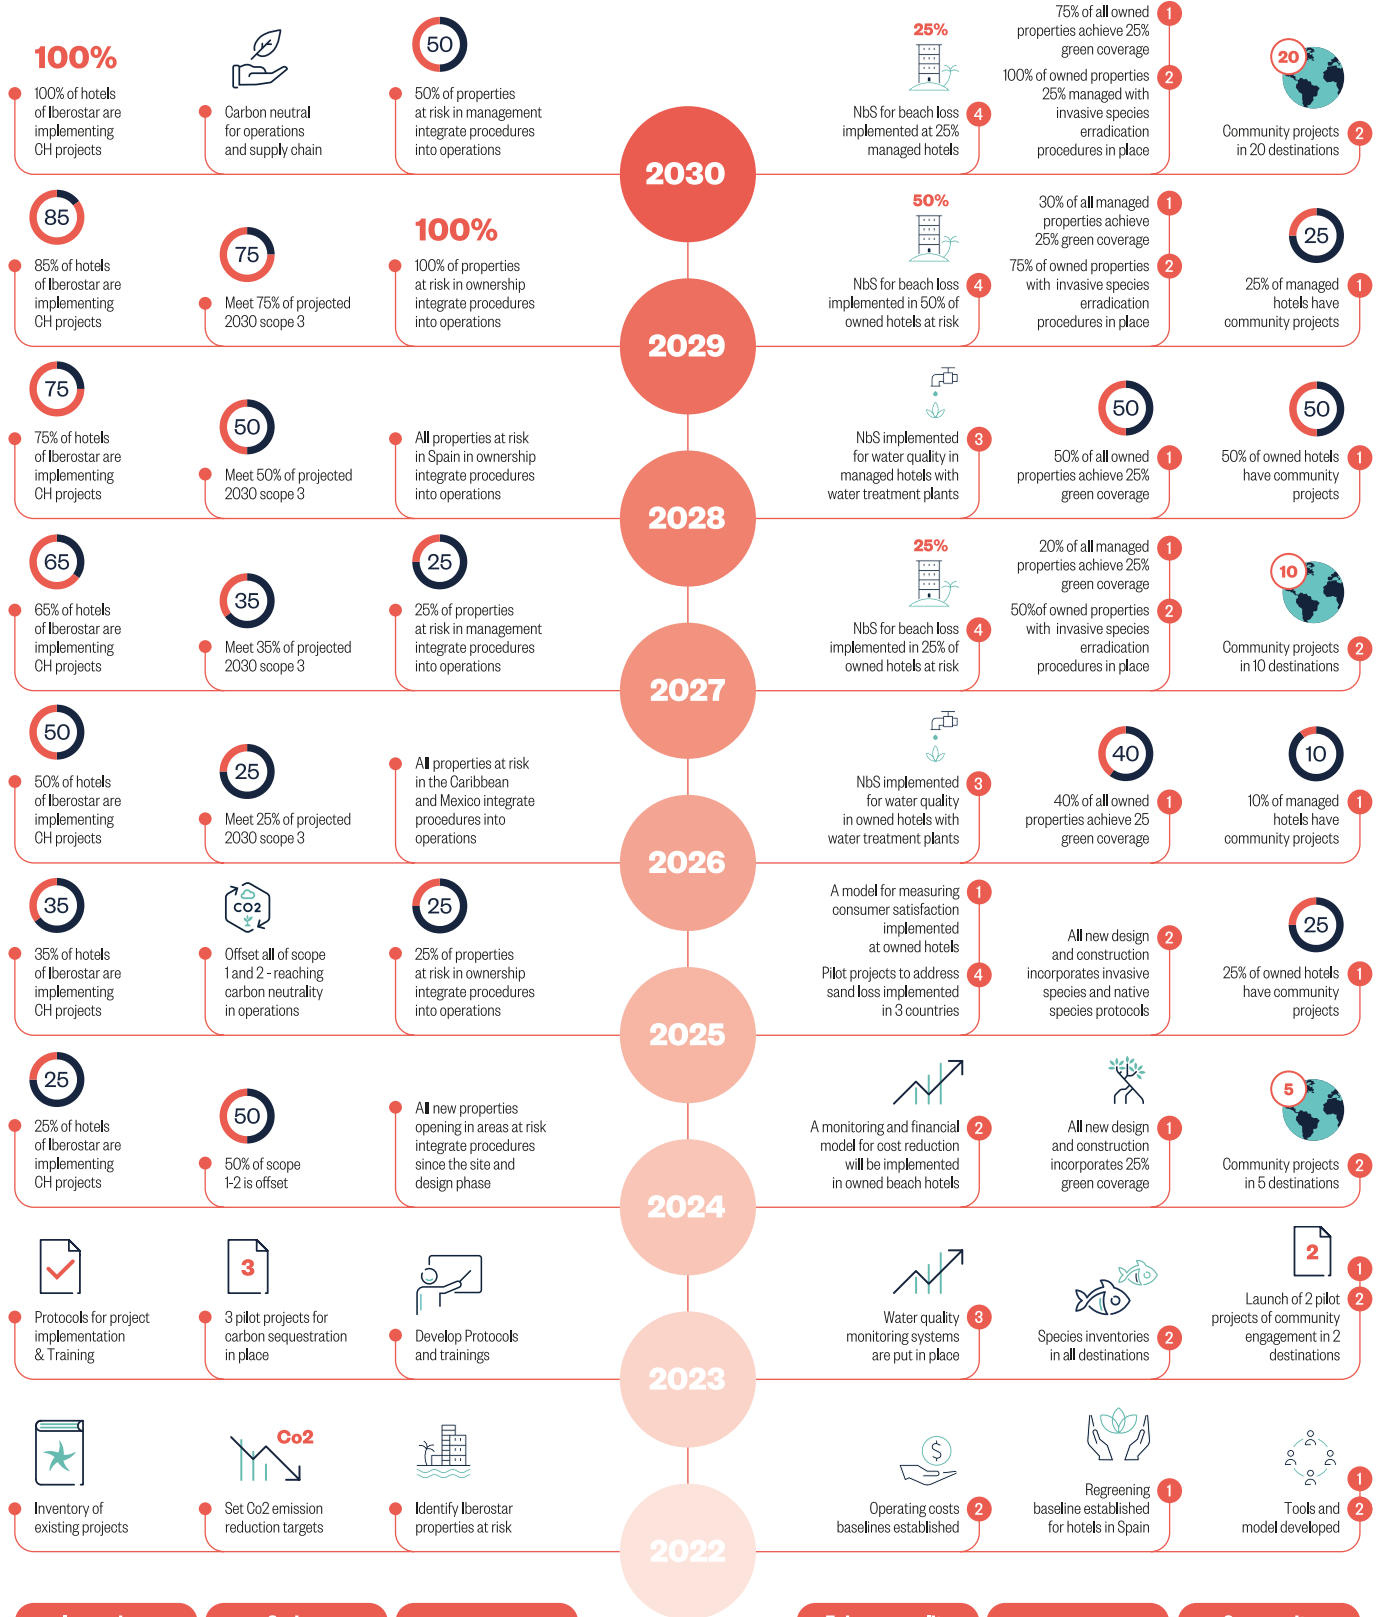 100%
100% of hotels
of Iberostar are
implementing
CH projects
Carbon neutral
for operations
and supply chain
50
50% of properties
at risk in management
integrate procedures
into operations
2030
25%
NbS for beach loss
implemented at 25%
managed hotels
4
75% of all owned
properties achieve 25%
green coverage
1
100% of owned properties
25% managed with
invasive species
erradication
procedures in place
2
20
Community projects
in 20 destinations
2
85
85% of hotels
of Iberostar are
implementing
CH projects
75
Meet 75% of projected
2030 scope 3
100%
100% of properties
at risk in ownership
integrate procedures
into operations
2029
50%
NbS for beach loss
implemented in 50% of
owned hotels at risk
4
30% of all managed
properties achieve
25% green coverage
1
75% of owned properties
with invasive species
erradication
procedures in place
2
25
25% of managed
hotels have
community projects
1
75
75% of hotels
of Iberostar are
implementing
CH projects
50
Meet 50% of projected
2030 scope 3
All properties at risk
in Spain in ownership
integrate procedures
into operations
2028
NbS implemented
for water quality in
managed hotels with
water treatment plants
3
50
50% of all owned
properties achieve 25%
green coverage
1
50
50% of owned hotels
have community
projects
1
65
65% of hotels
of Iberostar are
implementing
CH projects
35
Meet 35% of projected
2030 scope 3
25
25% of properties
at risk in management
integrate procedures
into operations
2027
25%
NbS for beach loss
implemented in 25% of
owned hotels at risk
4
20% of all managed
properties achieve 25%
green coverage
1
50%of owned properties
with invasive species
erradication
procedures in place
2
10
Community projects
in 10 destinations
2
50
50% of hotels
of Iberostar are
implementing
CH projects
25
Meet 25% of projected
2030 scope 3
All properties at risk
in the Caribbean
and Mexico integrate
procedures into
operations
2026
NbS implemented
for water quality
in owned hotels with
water treatment plants
3
40
40% of all owned
properties achieve 25
green coverage
1
10
10% of managed
hotels have
community projects
1
35
35% of hotels
of Iberostar are
implementing
CH projects
CO2
Offset all of scope
1 and 2 - reaching
carbon neutrality
in operations
25
25% of properties
at risk in ownership
integrate procedures
into operations
2025
A model for measuring
consumer satisfaction
implemented
at owned hotels
1
Pilot projects to address
sand loss implemented
in 3 countries
4
All new design
and construction
incorporates invasive
species and native
species protocols
2
25
25% of owned hotels
have community
projects
1
25
25% of hotels
of Iberostar are
implementing
CH projects
50
50% of scope
1-2 is offset
All new properties
opening in areas at risk
integrate procedures
since the site and
design phase
2024
A monitoring and financial
model for cost reduction
will be implemented
in owned beach hotels
2
All new design
and construction
incorporates 25%
green coverage
1
5
Community projects
in 5 destinations
2
Protocols for project
implementation
& Training
3
3 pilot projects for
carbon sequestration
in place
Develop Protocols
and trainings
2023
Water quality
monitoring systems
are put in place
3
Species inventories
in all destinations
2
2
Launch of 2 pilot
projects of community
engagement in 2
destinations
1
2
Inventory of
existing projects
Co2
Set Co2 emission
reduction targets
Identify Iberostar
properties at risk
2022
$
Operating costs
baselines established
2
Regreening
baseline established
for hotels in Spain
1
Tools and
model developed
1
2